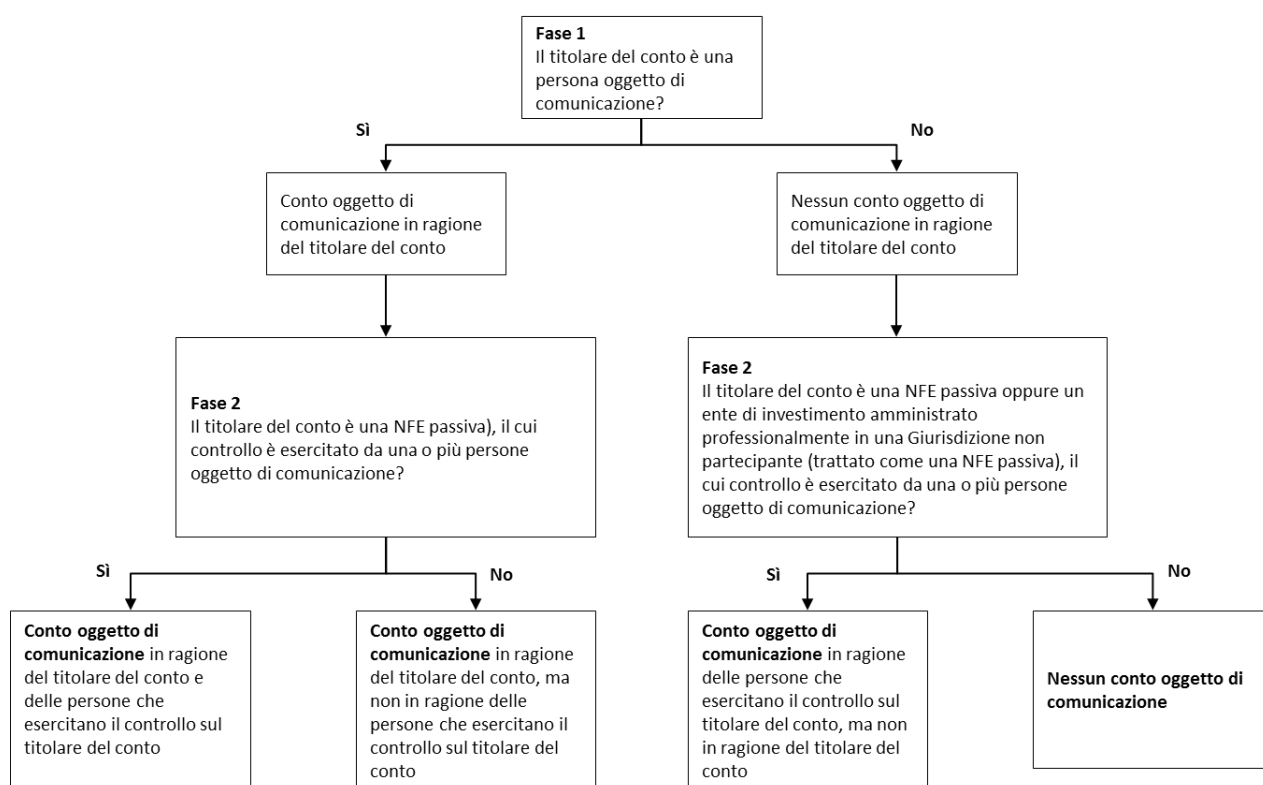 Fase 1
Il titolare del conto è una
persona oggetto di
comunicazione?
Sì
No
Conto oggetto di
comunicazione in ragione
del titolare del conto
Nessun conto oggetto di
comunicazione in ragione
del titolare del conto
Fase 2
Il titolare del conto è una NFE passiva), il cui
controllo è esercitato da una o più persone
oggetto di comunicazione?
Fase 2
Il titolare del conto è una NFE passiva oppure un
ente di investimento amministrato
professionalmente in una Giurisdizione non
partecipante (trattato come una NFE passiva), il
cui controllo è esercitato da una o più persone
oggetto di comunicazione?
Sì
No
Sì
No
Conto oggetto di
comunicazione in ragione
del titolare del conto e
delle persone che
esercitano il controllo sul
titolare del conto
Conto oggetto di
comunicazione in ragione
del titolare del conto, ma
non in ragione delle
persone che esercitano il
controllo sul titolare del
conto
Conto oggetto di
comunicazione in ragione
delle persone che
esercitano il controllo sul
titolare del conto, ma non
in ragione del titolare del
conto
Nessun conto oggetto di
comunicazione